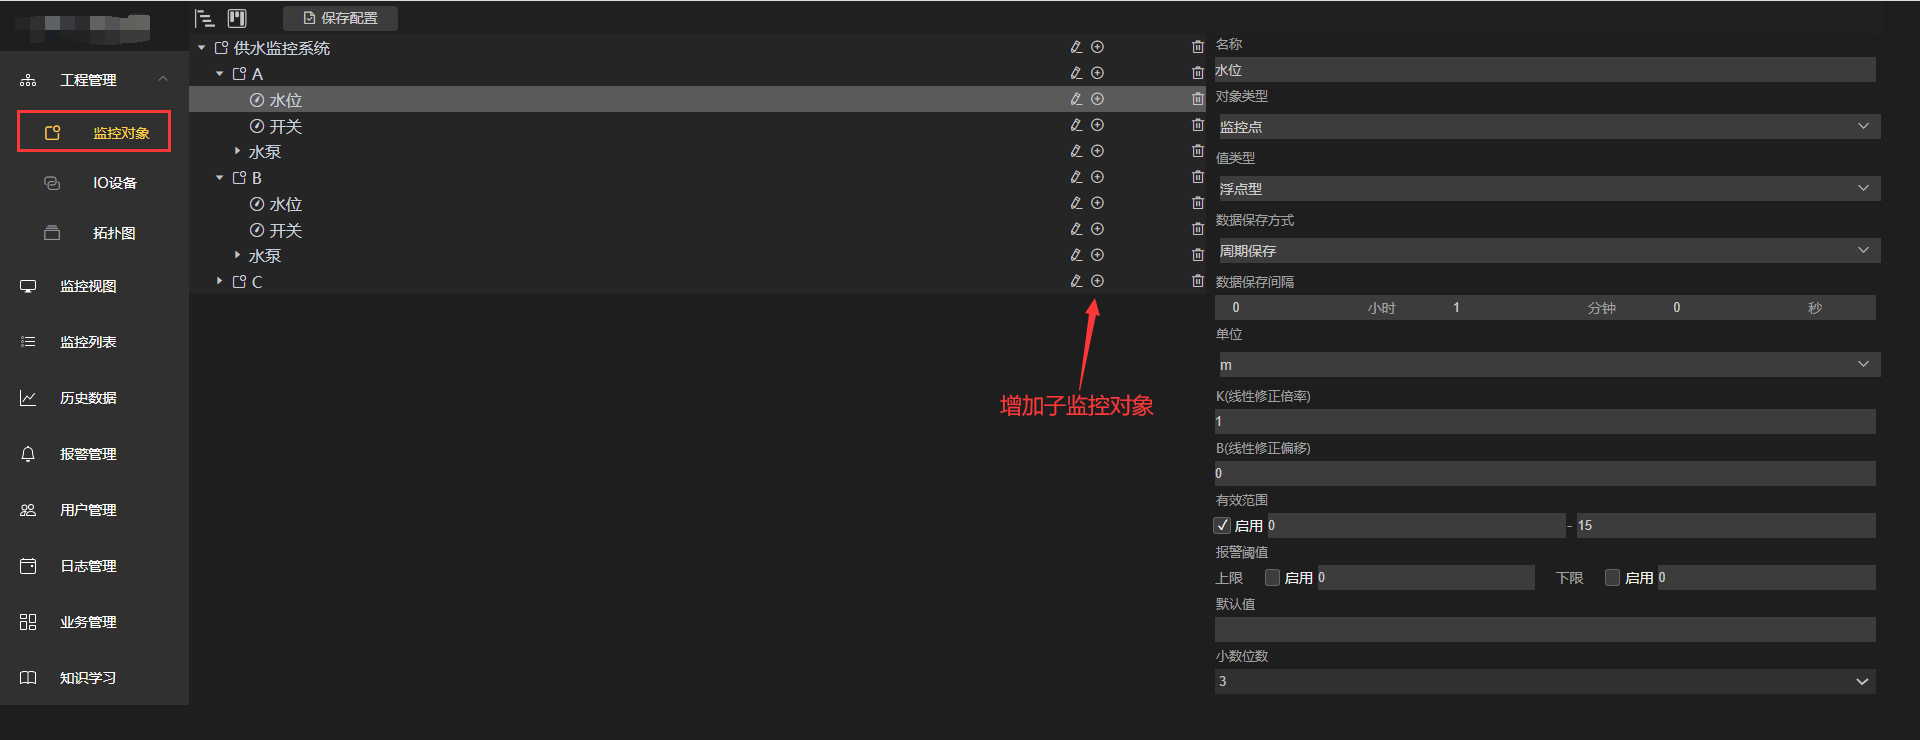 保存配置
工程管理
监控对象
IO设备
拓扑图
监控视图
监控列表
历史数据
报警管理
用户管理
日志管理
业务管理
知识学习
供水监控系统
A
水位
开关
水泵
B
水位
开关
水泵
C
增加子监控对象
名称
水位
对象类型
监控点
值类型
浮点型
数据保存方式
周期保存
数据保存间隔
0 小时 1 分钟 0 秒
单位
m
K(线性修正倍率)
1
B(线性修正偏移)
0
有效范围
启用 0 - 15
报警阈值
上限 启用 0 下限 启用 0
默认值
小数位数
3